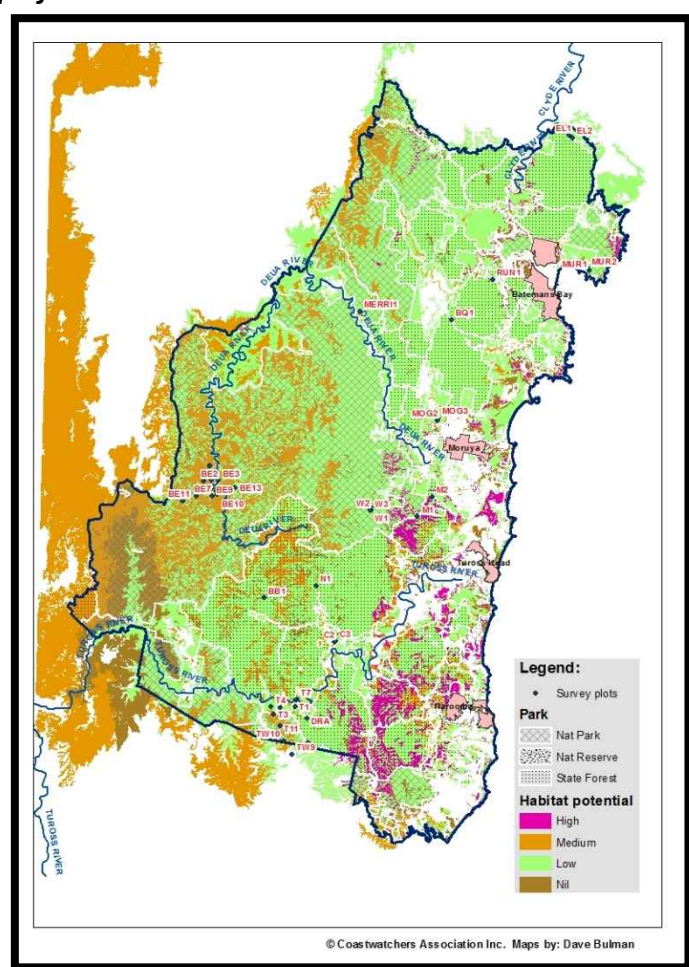 CLYDE RIVER
CLYDE RIVER
EL1 EL2
DEUA RIVER
MUR1 MUR2
RUN1
Batemans Bay
MERRI1
BQ1
DEUA RIVER
DEUA RIVER
MOG2 MOG3
DEUA RIVER
Moruya
BE2 BE3
BE7 BE9 BE13
BE11
BE10
M2
W2 W3
M1
W1
DEUA RIVER
TUROSS RIVER
Tuross Head
N1
BB1
C2 C3
TUROSS RIVER
TUROSS RIVER
T7
T4 T1
T3
DRA
T11
TW10
TW9
Narooma
TUROSS RIVER
Legend:
Survey plots
Park
Nat Park
Nat Reserve
State Forest
Habitat potential
High
Medium
Low
Nil
© Coastwatchers Association Inc. Maps by: Dave Bulman